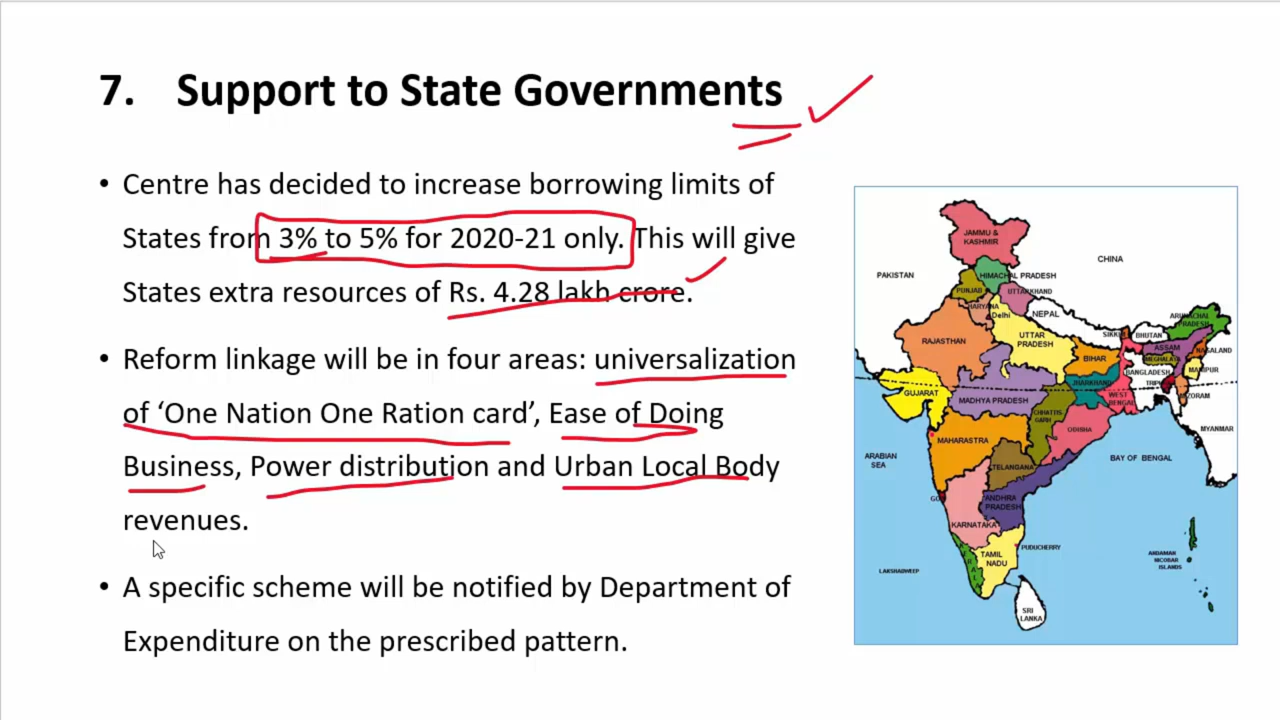 7. Support to State Governments
• Centre has decided to increase borrowing limits of
States from 3% to 5% for 2020-21 only. This will give
States extra resources of Rs. 4.28 lakh crore.
• Reform linkage will be in four areas: universalization
of ‘One Nation One Ration card’, Ease of Doing
Business, Power distribution and Urban Local Body
revenues.
• A specific scheme will be notified by Department of
Expenditure on the prescribed pattern.
JAMMU &
KASHMIR
CHINA
PAKISTAN
HIMACHAL PRADESH
PUNJAB
UTTARKHAND
HARYANA
Delhi
NEPAL
ARUNACHAL
PRADESH
SIKKIM
BHUTAN
RAJASTHAN
UTTAR
PRADESH
ASSAM
NAGALAND
BIHAR
MEGHALAYA
MANIPUR
BANGLADESH
JHARKHAND
TRIPU
MIZORAM
GUJARAT
MADHYA PRADESH
WEST
BENGAL
CHHATTIS
GARH
ODISHA
MYANMAR
MAHARASTRA
ARABIAN
SEA
BAY OF BENGAL
TELANGANA
GO
ANDHRA
PRADESH
KARNATAKA
PUDUCHERRY
TAMIL
NADU
KERALA
ANDAMAN
NICOBAR
ISLANDS
LAKSHADWEEP
SRI
LANKA